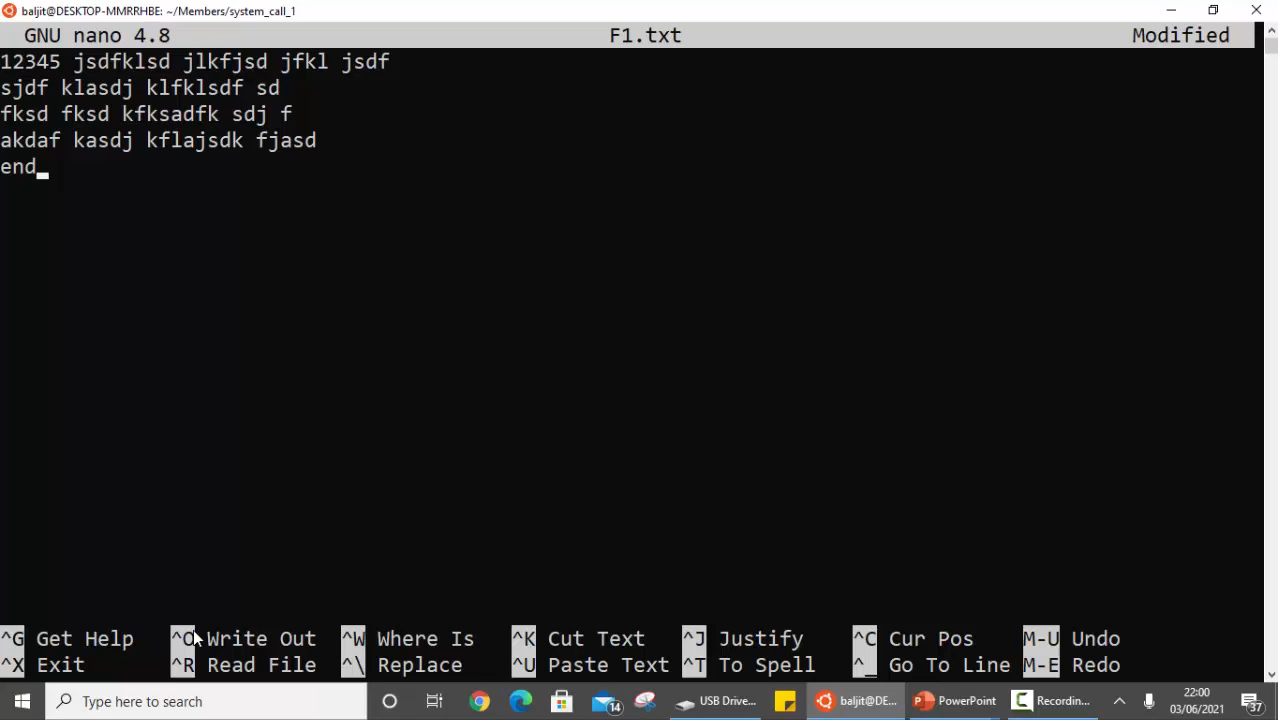 baljit@DESKTOP-MMRRHBE: ~/Members/system_call_1
GNU nano 4.8 F1.txt Modified
12345 jsdfklsd jlkfjsd jfkl jsdf
sjdf klasdj klfklsdf sd
fksd fksd kfksadfk sdj f
akdaf kasdj kflajsdk fjasd
end
^G Get Help ^O Write Out ^W Where Is ^K Cut Text ^J Justify ^C Cur Pos M-U Undo
^X Exit ^R Read File ^\ Replace ^U Paste Text ^T To Spell ^_ Go To Line M-E Redo
Type here to search 14 USB Drive... baljit@DE... PowerPoint Recordin... 22:00 37
03/06/2021